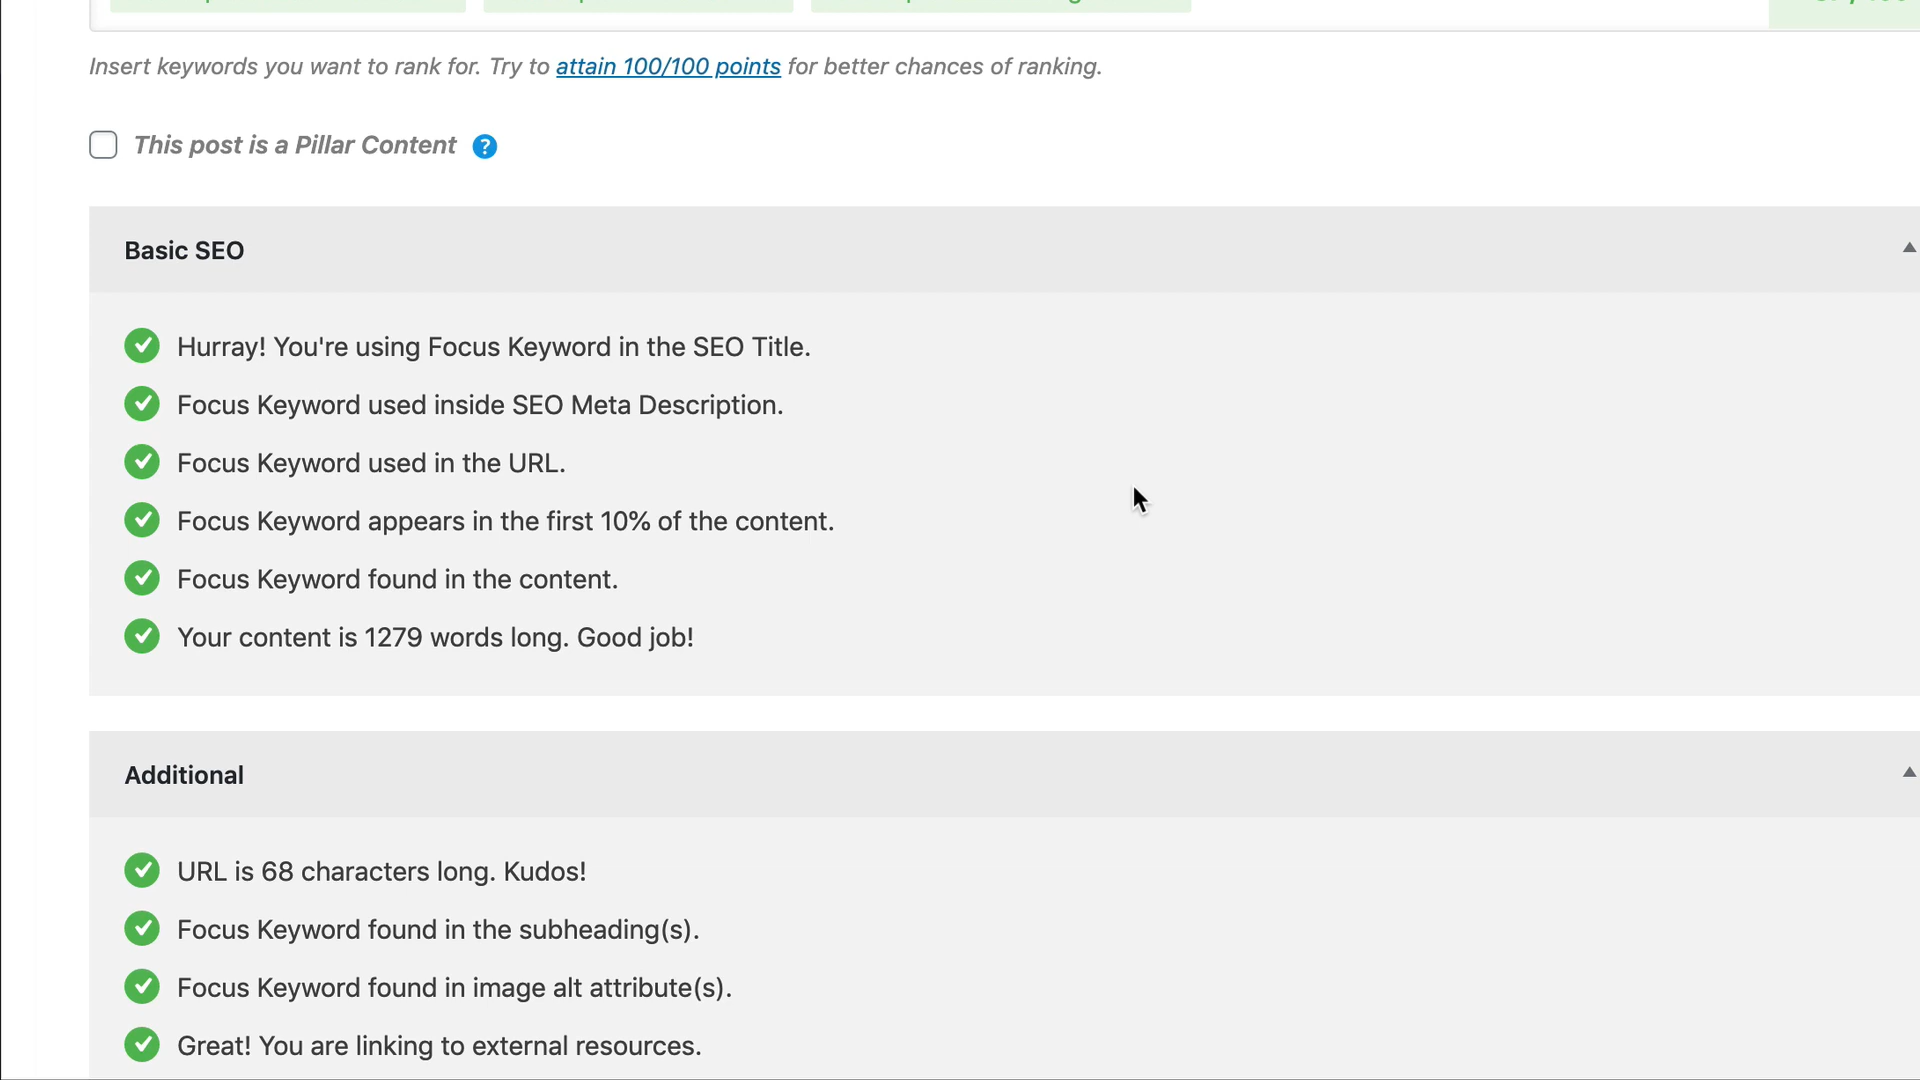 Insert keywords you want to rank for. Try to attain 100/100 points for better chances of ranking.
This post is a Pillar Content ?
Basic SEO
Hurray! You're using Focus Keyword in the SEO Title.
Focus Keyword used inside SEO Meta Description.
Focus Keyword used in the URL.
Focus Keyword appears in the first 10% of the content.
Focus Keyword found in the content.
Your content is 1279 words long. Good job!
Additional
URL is 68 characters long. Kudos!
Focus Keyword found in the subheading(s).
Focus Keyword found in image alt attribute(s).
Great! You are linking to external resources.